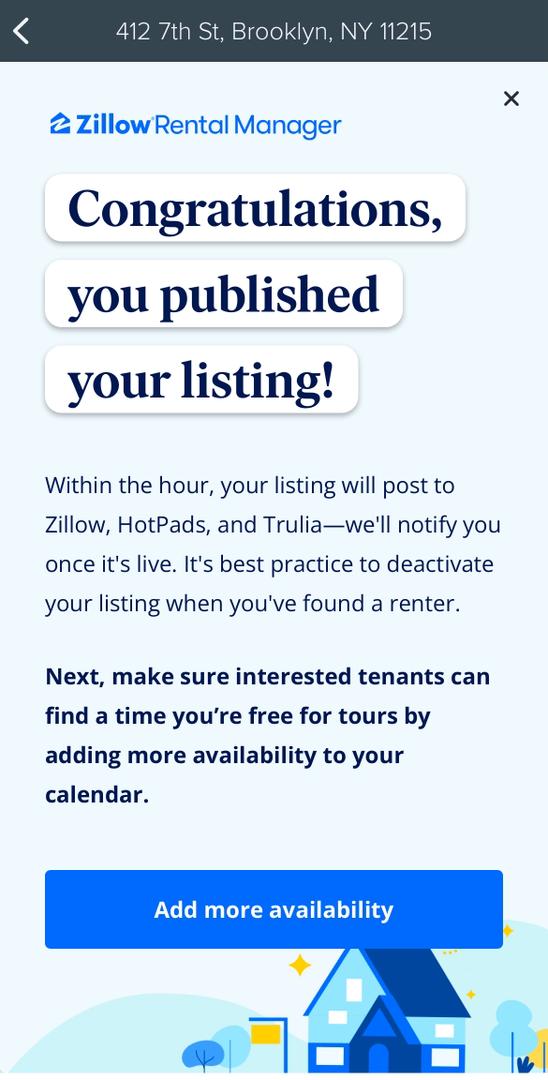 412 7th St, Brooklyn, NY 11215
Zillow Rental Manager
Congratulations,
you published
your listing!
Within the hour, your listing will post to
Zillow, HotPads, and Trulia—we'll notify you
once it's live. It's best practice to deactivate
your listing when you've found a renter.
Next, make sure interested tenants can
find a time you’re free for tours by
adding more availability to your
calendar.
Add more availability